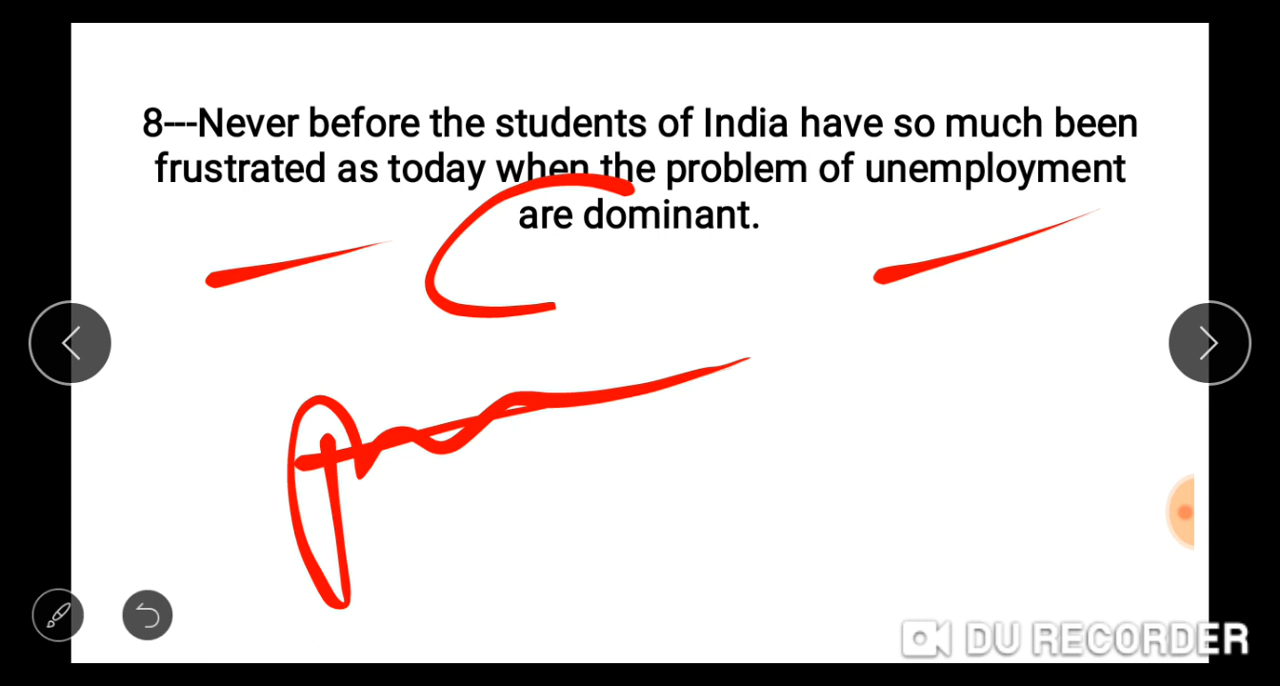 8---Never before the students of India have so much been
frustrated as today when the problem of unemployment
are dominant.
DU RECORDER